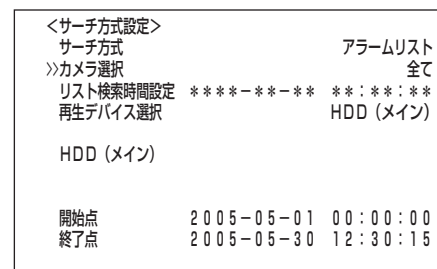 <サーチ方式設定>
サーチ方式 アラームリスト
>>カメラ選択 全て
リスト検索時間設定 ****-**-** **:**:**
再生デバイス選択 HDD (メイン)
HDD (メイン)
開始点 2005-05-01 00:00:00
終了点 2005-05-30 12:30:15